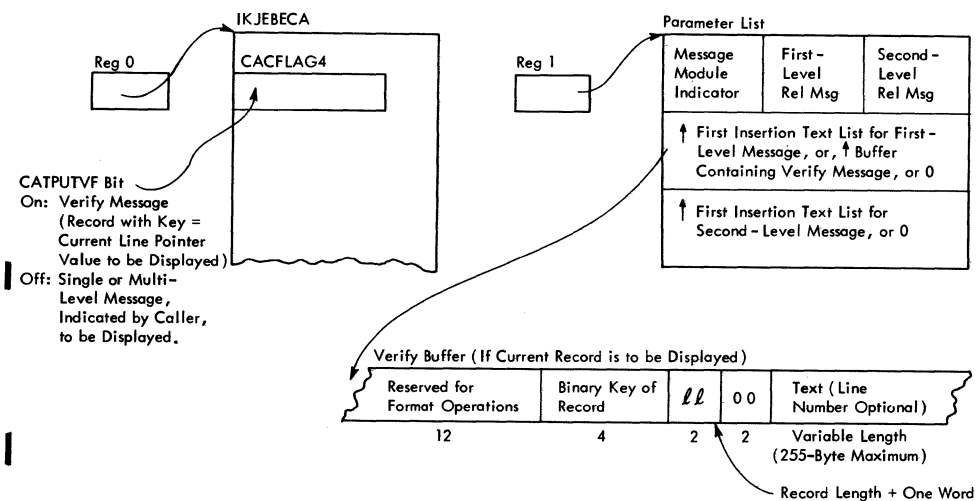 IKJEBECA
Reg 0
CACFLAG4
CATPUTVF Bit
On: Verify Message
(Record with Key =
Current Line Pointer
Value to be Displayed)
Off: Single or Multi-
Level Message,
Indicated by Caller,
to be Displayed.
Reg 1
Parameter List
Message
Module
Indicator
First-
Level
Rel Msg
Second-
Level
Rel Msg
↑ First Insertion Text List for First-
Level Message, or, ↑ Buffer
Containing Verify Message, or 0
↑ First Insertion Text List for
Second-Level Message, or 0
Verify Buffer (If Current Record is to be Displayed)
Reserved for
Format Operations
Binary Key of
Record
ℓℓ
00
Text (Line
Number Optional)
12
4
2
2
Variable Length
(255-Byte Maximum)
Record Length + One Word